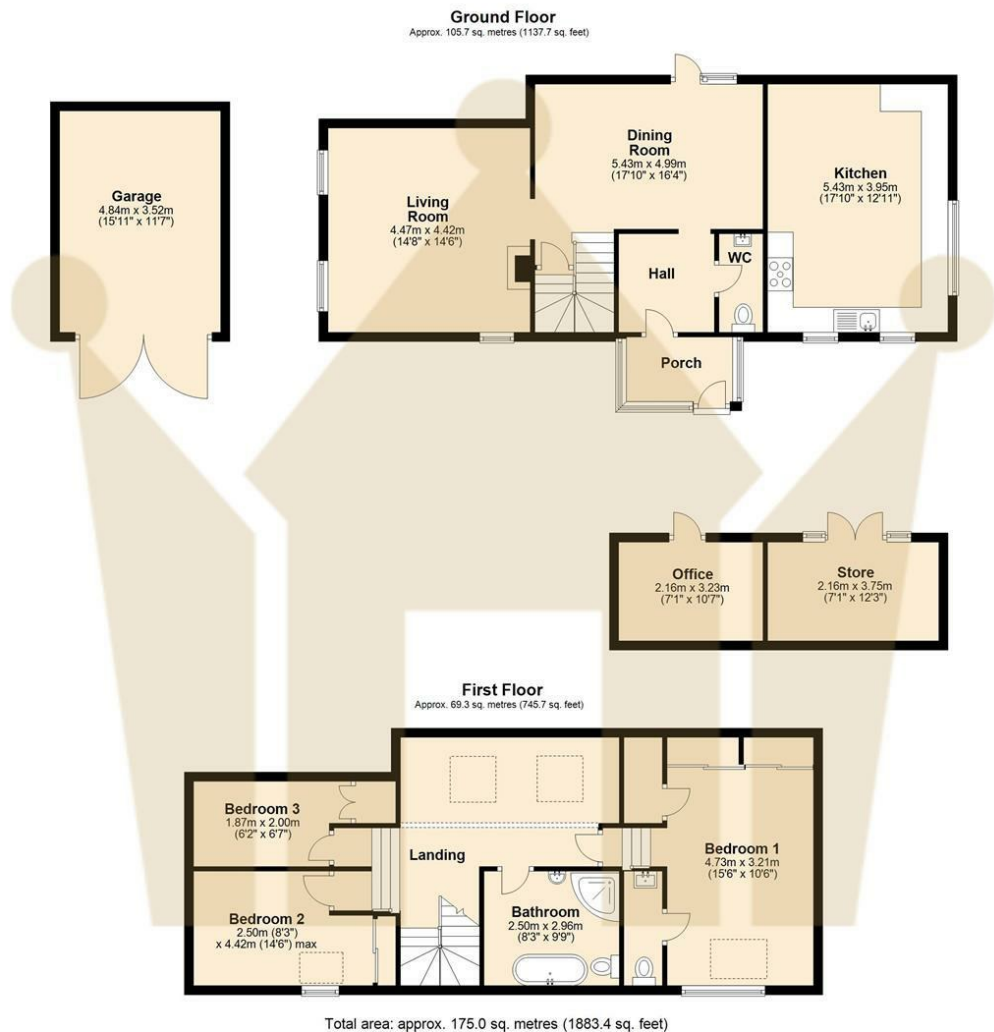 Ground Floor
Approx. 105.7 sq. metres (1137.7 sq. feet)
Garage
4.84m x 3.52m
(15'11" x 11'7")
Living
Room
4.47m x 4.42m
(14'8" x 14'6")
Dining
Room
5.43m x 4.99m
(17'10" x 16'4")
Kitchen
5.43m x 3.95m
(17'10" x 12'11")
Hall
WC
Porch
Office
2.16m x 3.23m
(7'1" x 10'7")
Store
2.16m x 3.75m
(7'1" x 12'3")
First Floor
Approx. 69.3 sq. metres (745.7 sq. feet)
Bedroom 3
1.87m x 2.00m
(6'2" x 6'7")
Landing
Bedroom 1
4.73m x 3.21m
(15'6" x 10'6")
Bedroom 2
2.50m (8'3")
x 4.42m (14'6") max
Bathroom
2.50m x 2.96m
(8'3" x 9'9")
Total area: approx. 175.0 sq. metres (1883.4 sq. feet)